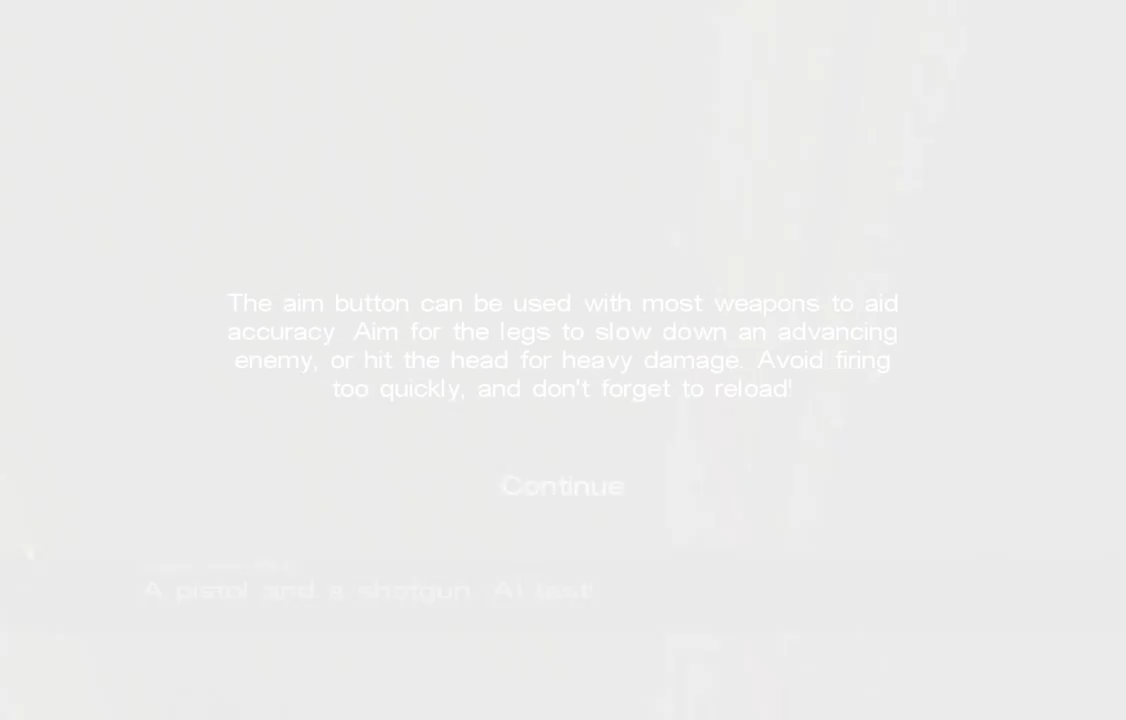 The aim button can be used with most weapons to aid
accuracy Aim for the legs to slow down an advancing
enemy, or hit the head for heavy damage. Avoid firing
too quickly, and don't forget to reload!
Continue
A pistol and a shotgun. At last!